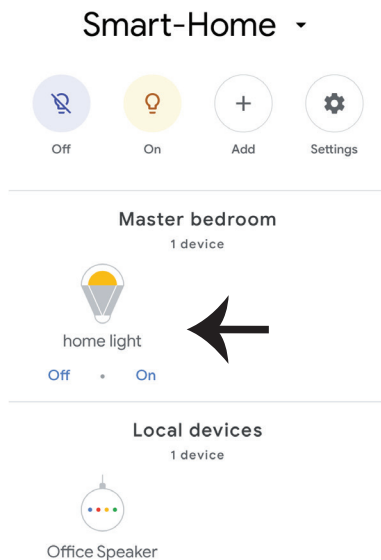 Smart-Home
Off On Add Settings
Master bedroom
1 device
home light
Off • On
Local devices
1 device
Office Speaker